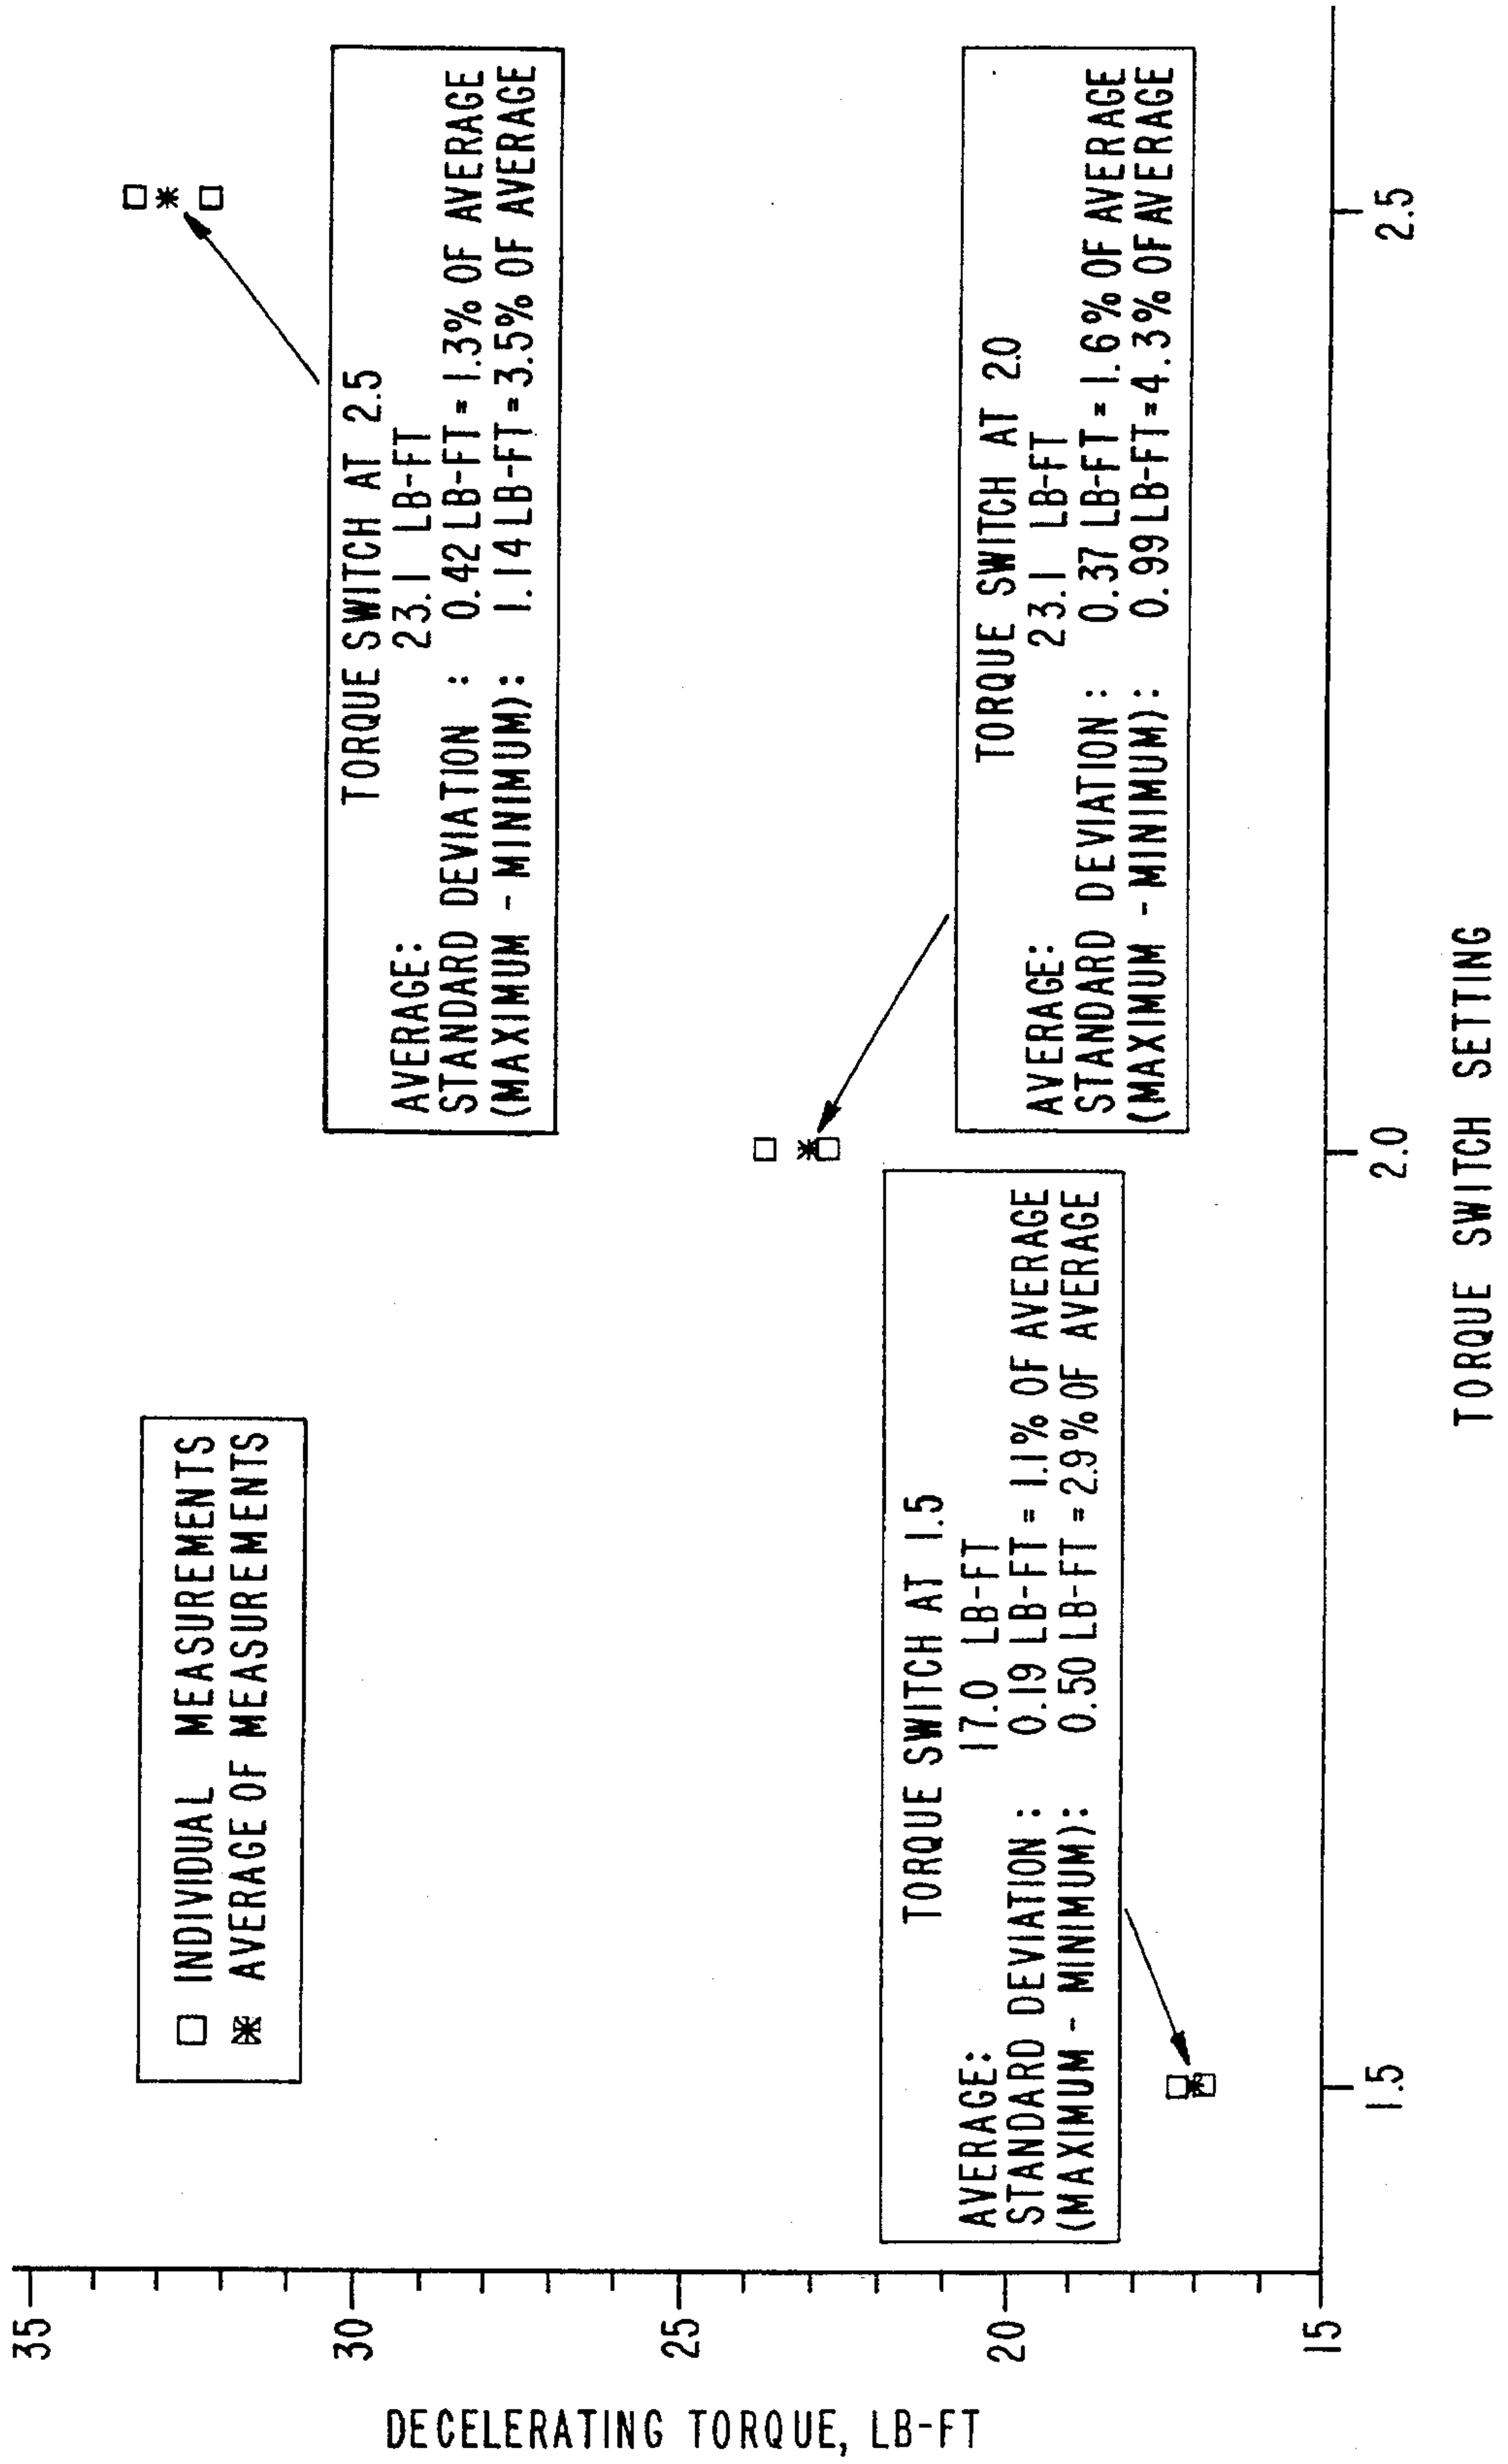 DECELERATING TORQUE, LB-FT
35
30
25
20
15
□ INDIVIDUAL MEASUREMENTS
⁎ AVERAGE OF MEASUREMENTS
TORQUE SWITCH AT 2.5
AVERAGE: 23.1 LB-FT
STANDARD DEVIATION : 0.42 LB-FT = 1.3% OF AVERAGE
(MAXIMUM - MINIMUM): 1.14 LB-FT = 3.5% OF AVERAGE
TORQUE SWITCH AT 1.5
AVERAGE: 17.0 LB-FT
STANDARD DEVIATION : 0.19 LB-FT = 1.1% OF AVERAGE
(MAXIMUM - MINIMUM): 0.50 LB-FT = 2.9% OF AVERAGE
TORQUE SWITCH AT 2.0
AVERAGE: 23.1 LB-FT
STANDARD DEVIATION : 0.37 LB-FT = 1.6% OF AVERAGE
(MAXIMUM - MINIMUM): 0.99 LB-FT = 4.3% OF AVERAGE
1.5
2.0
2.5
TORQUE SWITCH SETTING